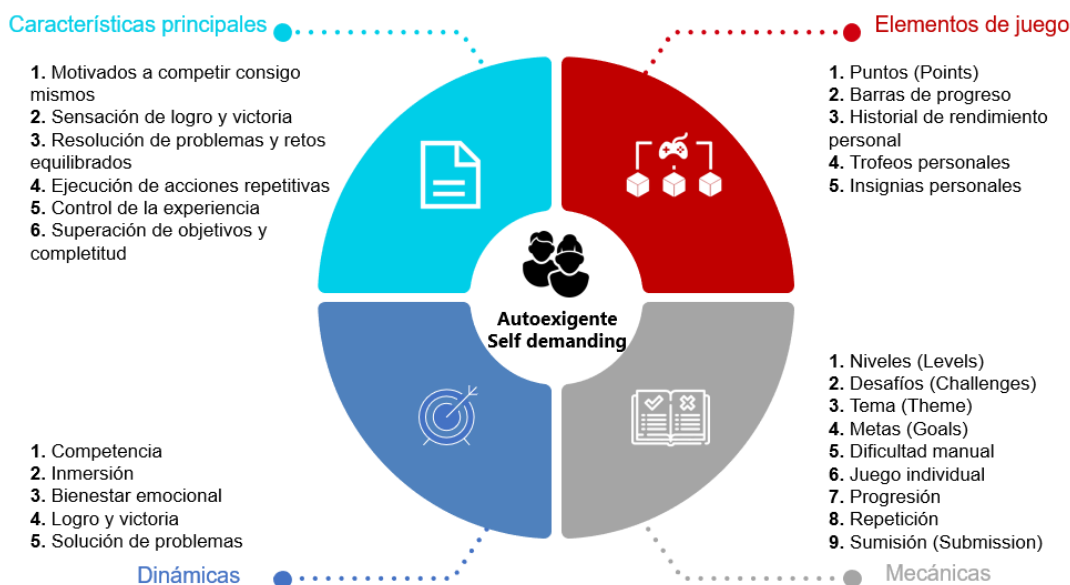 Características principales
1. Motivados a competir consigo
mismos
2. Sensación de logro y victoria
3. Resolución de problemas y retos
equilibrados
4. Ejecución de acciones repetitivas
5. Control de la experiencia
6. Superación de objetivos y
completitud
Elementos de juego
1. Puntos (Points)
2. Barras de progreso
3. Historial de rendimiento
personal
4. Trofeos personales
5. Insignias personales
Autoexigente
Self demanding
1. Competencia
2. Inmersión
3. Bienestar emocional
4. Logro y victoria
5. Solución de problemas
Dinámicas
1. Niveles (Levels)
2. Desafíos (Challenges)
3. Tema (Theme)
4. Metas (Goals)
5. Dificultad manual
6. Juego individual
7. Progresión
8. Repetición
9. Sumisión (Submission)
Mecánicas